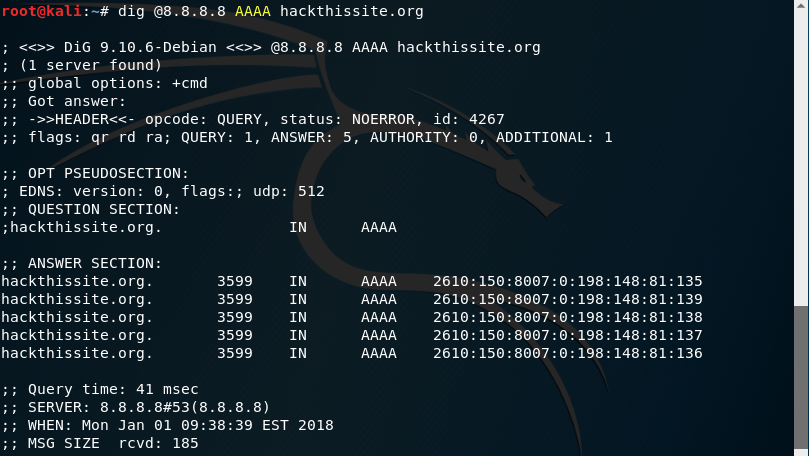 root@kali:~# dig @8.8.8.8 AAAA hackthissite.org

; <<>> DiG 9.10.6-Debian <<>> @8.8.8.8 AAAA hackthissite.org
; (1 server found)
;; global options: +cmd
;; Got answer:
;; ->>HEADER<<- opcode: QUERY, status: NOERROR, id: 4267
;; flags: qr rd ra; QUERY: 1, ANSWER: 5, AUTHORITY: 0, ADDITIONAL: 1

;; OPT PSEUDOSECTION:
; EDNS: version: 0, flags:; udp: 512
;; QUESTION SECTION:
;hackthissite.org.		IN	AAAA

;; ANSWER SECTION:
hackthissite.org.	3599	IN	AAAA	2610:150:8007:0:198:148:81:135
hackthissite.org.	3599	IN	AAAA	2610:150:8007:0:198:148:81:139
hackthissite.org.	3599	IN	AAAA	2610:150:8007:0:198:148:81:138
hackthissite.org.	3599	IN	AAAA	2610:150:8007:0:198:148:81:137
hackthissite.org.	3599	IN	AAAA	2610:150:8007:0:198:148:81:136

;; Query time: 41 msec
;; SERVER: 8.8.8.8#53(8.8.8.8)
;; WHEN: Mon Jan 01 09:38:39 EST 2018
;; MSG SIZE  rcvd: 185